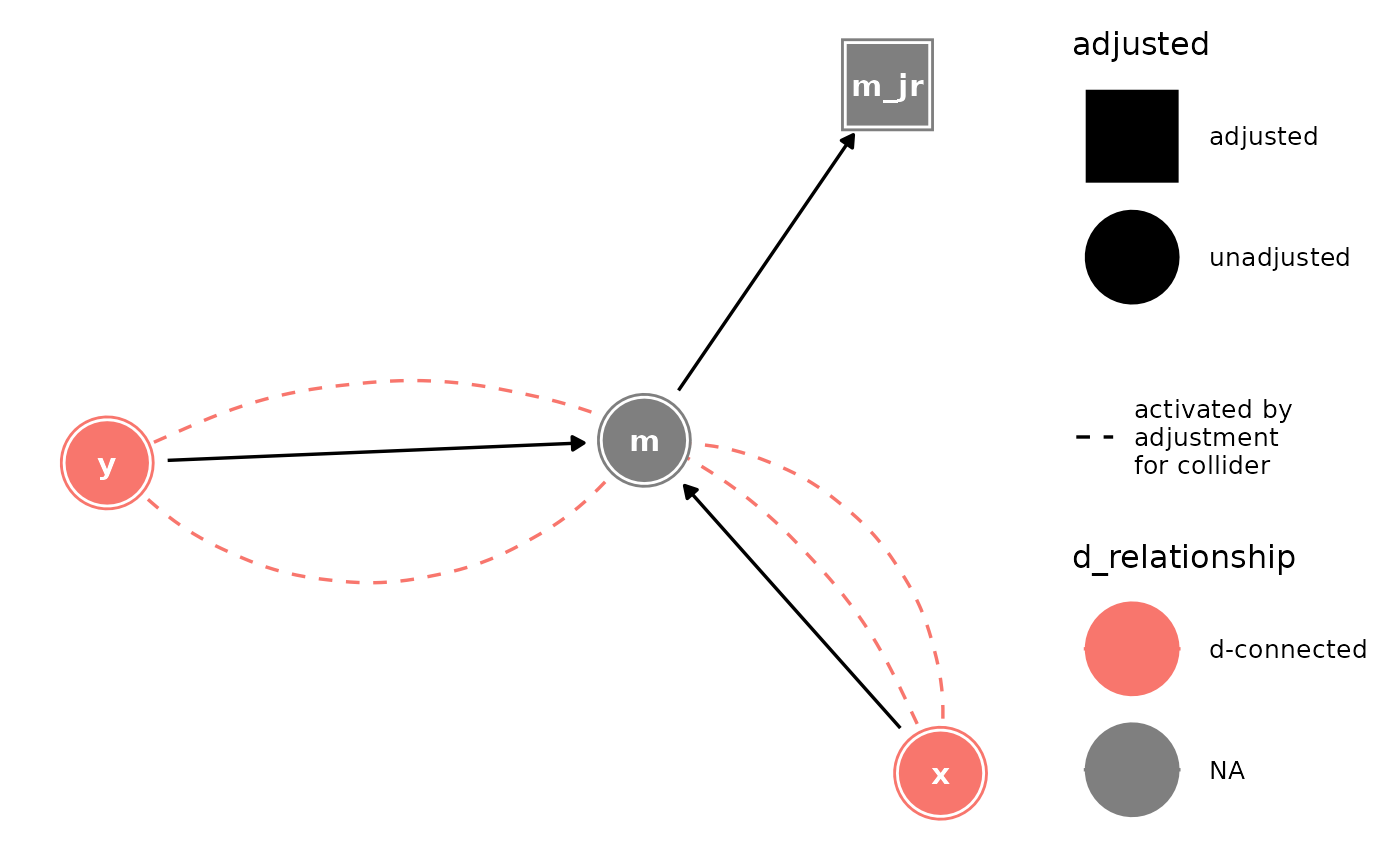 m_jr
y
m
x
adjusted
adjusted
unadjusted
activated by
adjustment
for collider
d_relationship
d-connected
NA